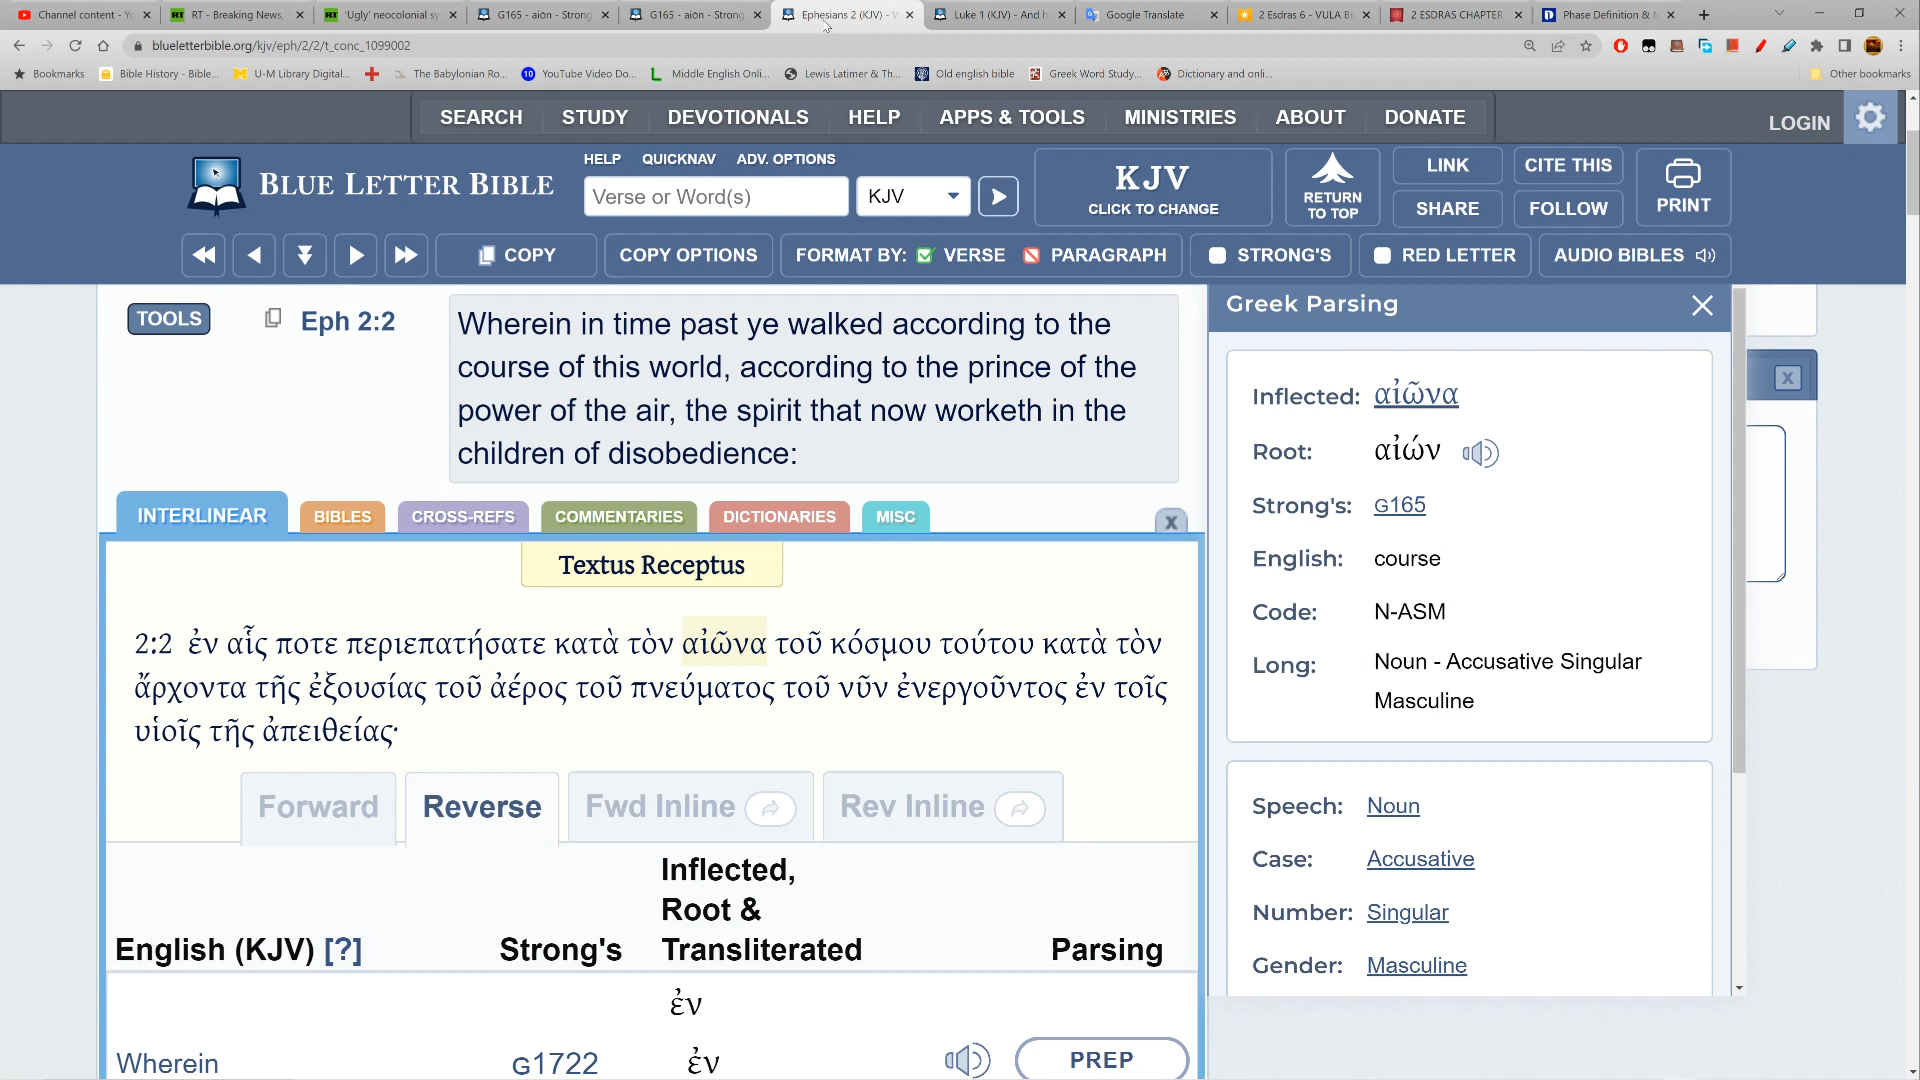 Channel content - Yo
RT - Breaking News,
'Ugly' neocolonial sy
G165 - aiōn - Strong
G165 - aiōn - Strong
Ephesians 2 (KJV) -
Luke 1 (KJV) - And h
Google Translate
2 Esdras 6 - VULA Bi
2 ESDRAS CHAPTER
Phase Definition &
blueletterbible.org/kjv/eph/2/2/t_conc_1099002
Bookmarks
Bible History - Bible...
U-M Library Digital...
The Babylonian Ro...
YouTube Video Do...
Middle English Onli...
Lewis Latimer & Th...
Old english bible
Greek Word Study...
Dictionary and onli...
Other bookmarks
SEARCH STUDY DEVOTIONALS HELP APPS & TOOLS MINISTRIES ABOUT DONATE
LOGIN
BLUE LETTER BIBLE
HELP QUICKNAV ADV. OPTIONS
Verse or Word(s)
KJV
KJV
CLICK TO CHANGE
RETURN
TO TOP
LINK
CITE THIS
SHARE
FOLLOW
PRINT
COPY
COPY OPTIONS
FORMAT BY: VERSE PARAGRAPH
STRONG'S
RED LETTER
AUDIO BIBLES
TOOLS
Eph 2:2
Wherein in time past ye walked according to the
course of this world, according to the prince of the
power of the air, the spirit that now worketh in the
children of disobedience:
INTERLINEAR BIBLES CROSS-REFS COMMENTARIES DICTIONARIES MISC
x
Textus Receptus
2:2 ἐν αἷς ποτε περιεπατήσατε κατὰ τὸν αἰῶνα τοῦ κόσμου τούτου κατὰ τὸν
ἄρχοντα τῆς ἐξουσίας τοῦ ἀέρος τοῦ πνεύματος τοῦ νῦν ἐνεργοῦντος ἐν τοῖς
υἱοῖς τῆς ἀπειθείας·
Forward
Reverse
Fwd Inline
Rev Inline
English (KJV) [?]
Strong's
Inflected,
Root &
Transliterated
Parsing
ἐν
Wherein
G1722
ἐν
PREP
Greek Parsing
Inflected: αἰῶνα
Root: αἰών
Strong's: G165
English: course
Code: N-ASM
Long: Noun - Accusative Singular
Masculine
Speech: Noun
Case: Accusative
Number: Singular
Gender: Masculine
x